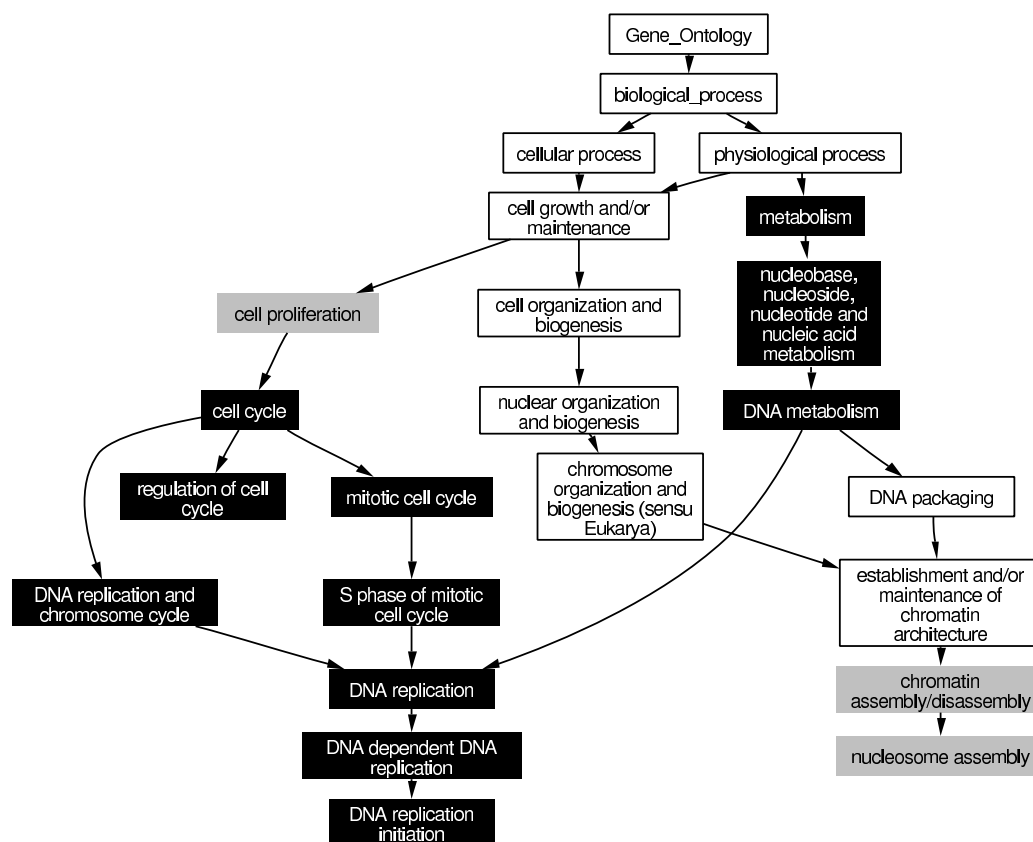 Gene_Ontology
biological_process
cellular process
physiological process
cell growth and/or
maintenance
metabolism
nucleobase,
nucleoside,
nucleotide and
nucleic acid
metabolism
cell proliferation
cell organization and
biogenesis
cell cycle
nuclear organization
and biogenesis
DNA metabolism
regulation of cell
cycle
mitotic cell cycle
chromosome
organization and
biogenesis (sensu
Eukarya)
DNA packaging
DNA replication and
chromosome cycle
S phase of mitotic
cell cycle
establishment and/or
maintenance of
chromatin
architecture
DNA replication
chromatin
assembly/disassembly
DNA dependent DNA
replication
nucleosome assembly
DNA replication
initiation